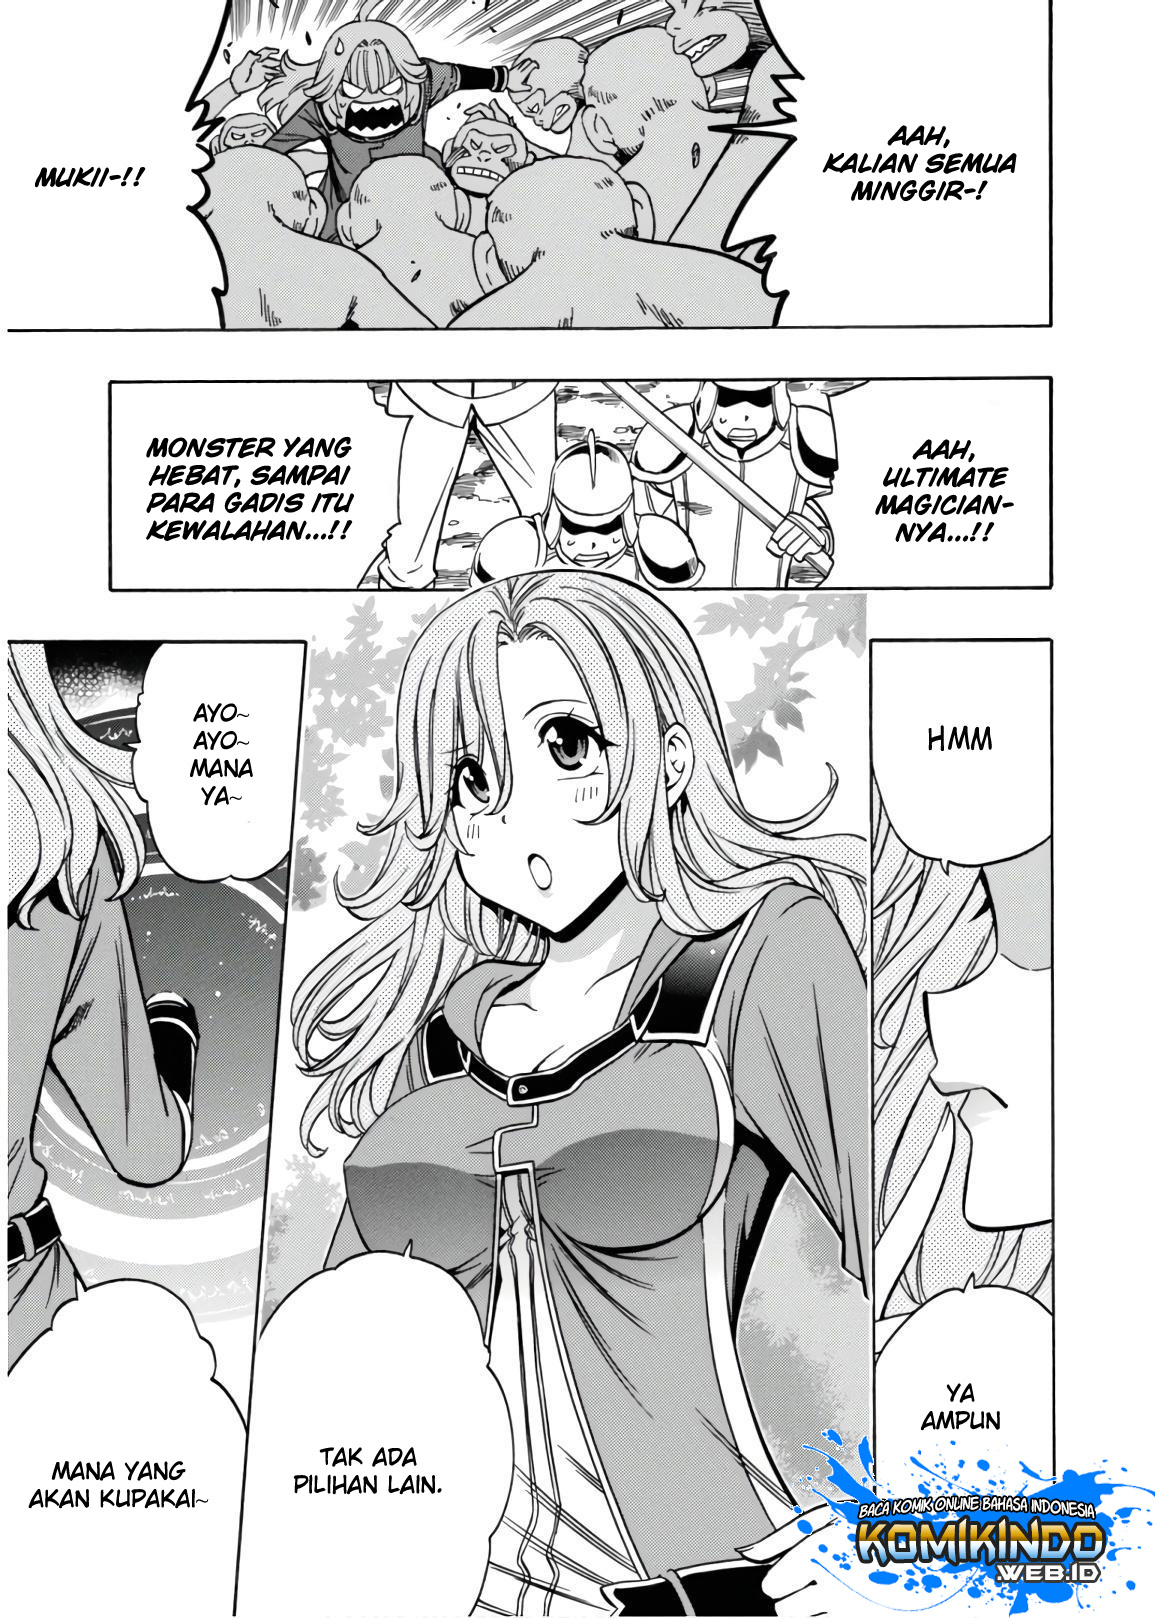 AAH,
KALIAN SEMUA
MINGGIR-!
MUKII-!!
AAH,
ULTIMATE
MAGICIAN-
NYA...!!
MONSTER YANG
HEBAT, SAMPAI
PARA GADIS ITU
KEWALAHAN...!!
HMM
YA
AMPUN
TAK ADA
PILIHAN LAIN.
AYO~
AYO~
MANA
YA~
MANA YANG
AKAN KUPAKAI~
BACA KOMIK ONLINE BAHASA INDONESIA
KOMIKINDO
.WEB.ID